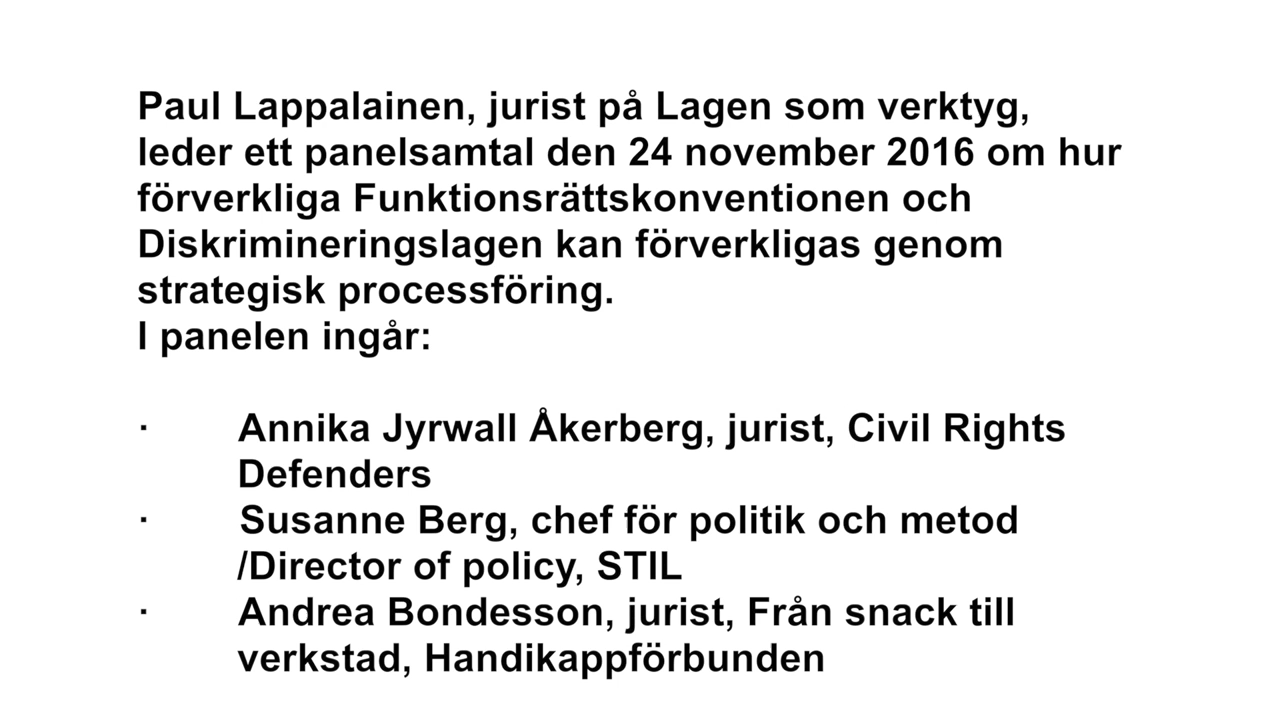 Paul Lappalainen, jurist på Lagen som verktyg,
leder ett panelsamtal den 24 november 2016 om hur
förverkliga Funktionsrättskonventionen och
Diskrimineringslagen kan förverkligas genom
strategisk processföring.
I panelen ingår:
· Annika Jyrwall Åkerberg, jurist, Civil Rights
Defenders
· Susanne Berg, chef för politik och metod
/Director of policy, STIL
· Andrea Bondesson, jurist, Från snack till
verkstad, Handikappförbunden